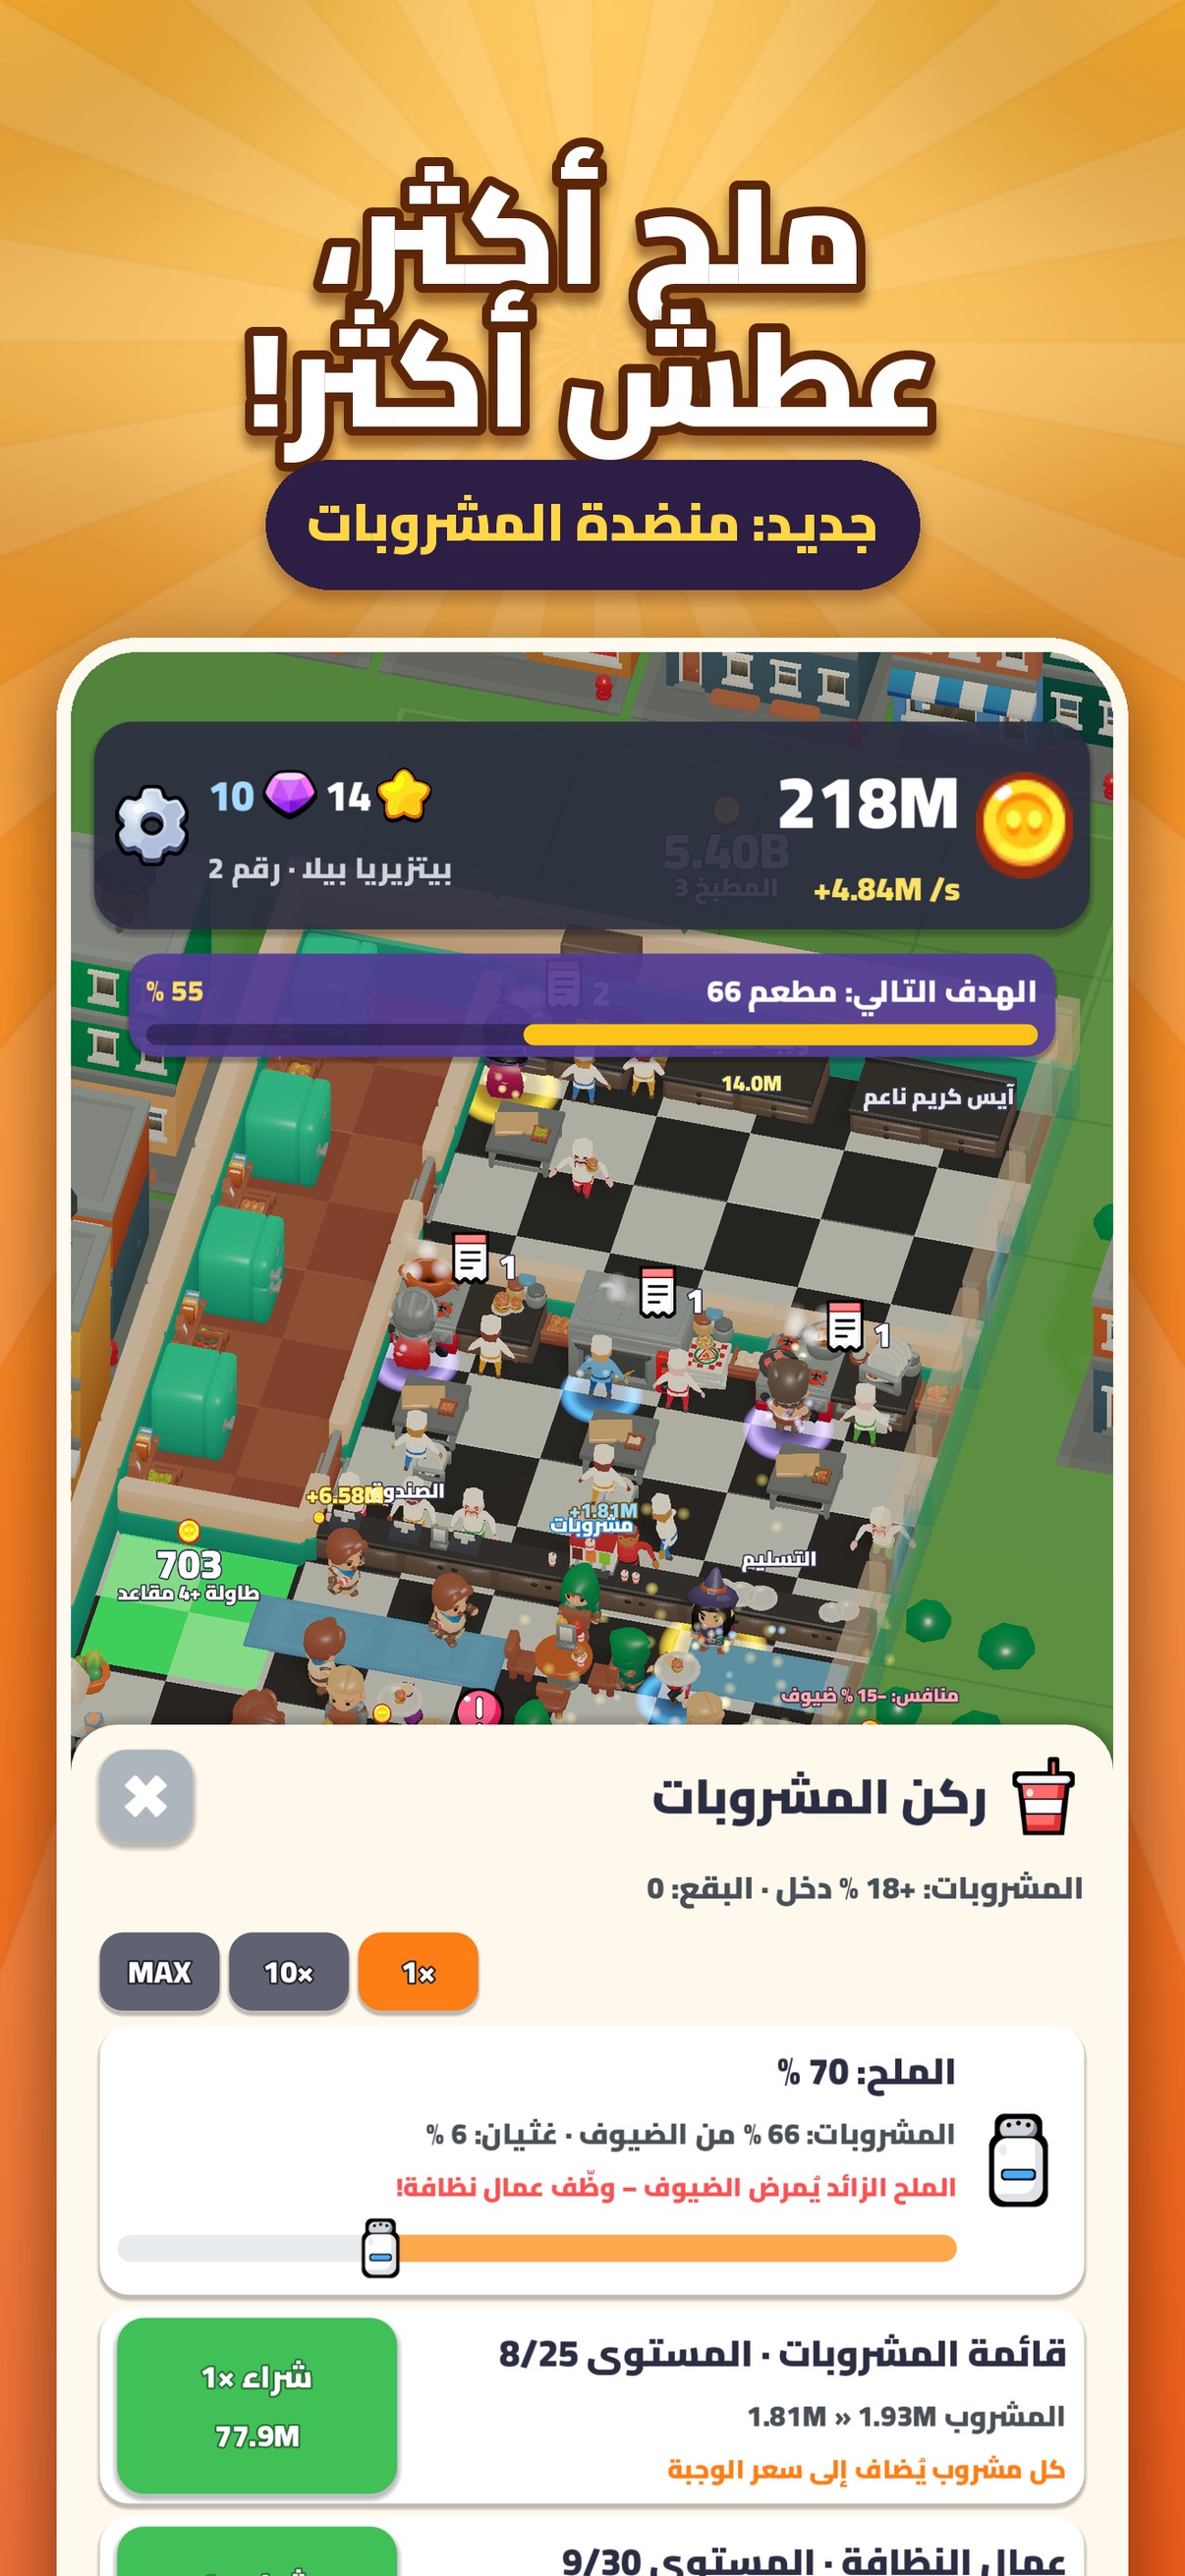 ملح أكثر،
عطش أكثر!
جديد: منضدة المشروبات
218M
14 10
5.40B
+4.84M /s
المطبخ 3
بيتزيريا بيلا · رقم 2
الهدف التالي: مطعم 66
55 %
2
14.0M
آيس كريم ناعم
1
1
1
+6.58M
الصندوق
+1.81M
مشروبات
التسليم
703
طاولة +4 مقاعد
منافس: -15 % ضيوف
ركن المشروبات
المشروبات: +18 % دخل · البقع: 0
1×
10×
MAX
الملح: 70 %
المشروبات: 66 % من الضيوف · غثيان: 6 %
الملح الزائد يُمرض الضيوف – وظّف عمال نظافة!
قائمة المشروبات · المستوى 8/25
المشروب 1.81M » 1.93M
كل مشروب يُضاف إلى سعر الوجبة
شراء ×1
77.9M
عمال النظافة · المستوى 9/30